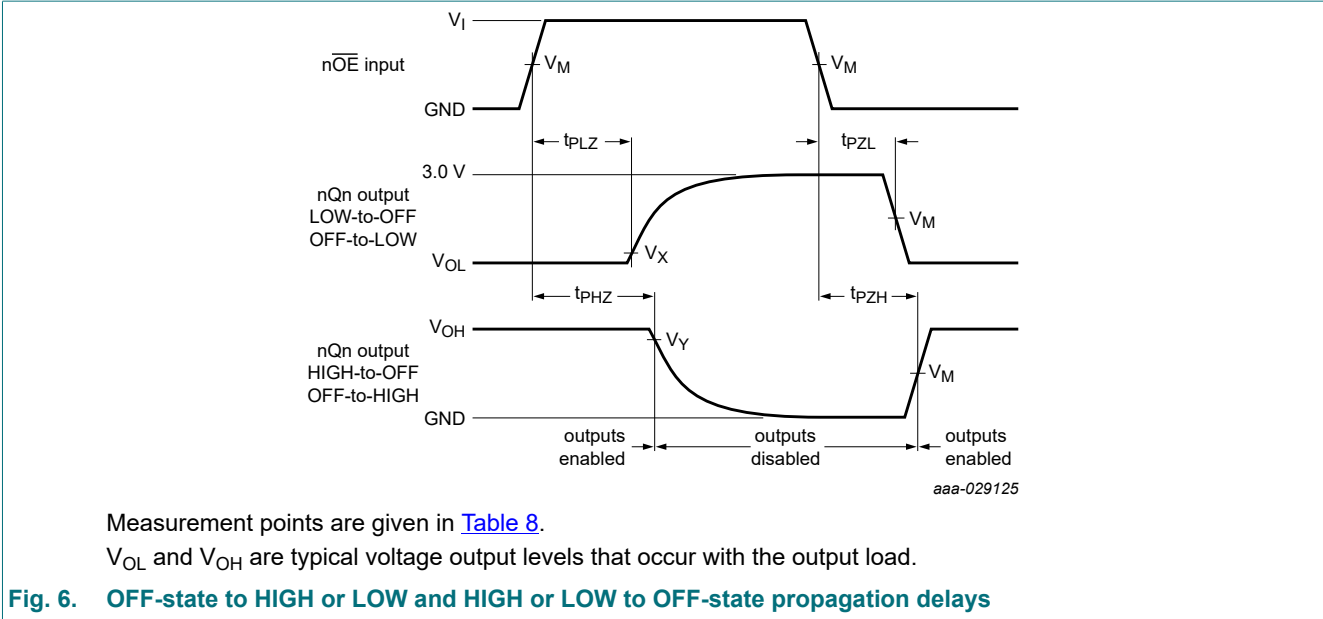 V_I
nOE input
V_M
V_M
GND
t_PLZ
t_PZL
3.0 V
nQn output
LOW-to-OFF
OFF-to-LOW
V_M
V_X
V_OL
t_PHZ
t_PZH
V_OH
V_Y
nQn output
HIGH-to-OFF
OFF-to-HIGH
V_M
GND
outputs enabled
outputs disabled
outputs enabled
aaa-029125
Measurement points are given in Table 8.
V_OL and V_OH are typical voltage output levels that occur with the output load.
Fig. 6. OFF-state to HIGH or LOW and HIGH or LOW to OFF-state propagation delays